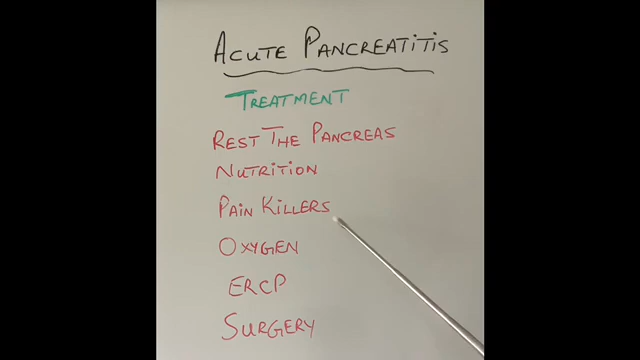 ACUTE PANCREATITIS
TREATMENT
REST THE PANCREAS
NUTRITION
PAIN KILLERS
OXYGEN
ERCP
SURGERY